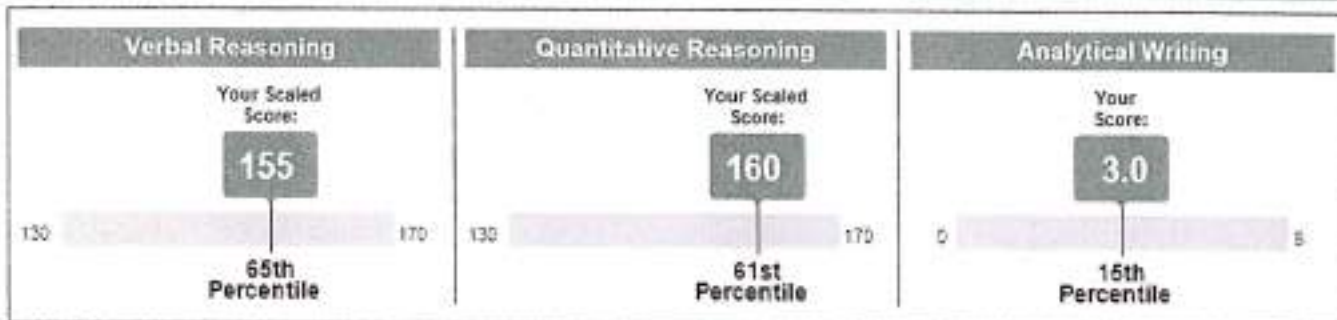 Verbal Reasoning
Your Scaled
Score:
155
130
170
65th
Percentile
Quantitative Reasoning
Your Scaled
Score:
160
130
170
61st
Percentile
Analytical Writing
Your
Score:
3.0
0
6
15th
Percentile